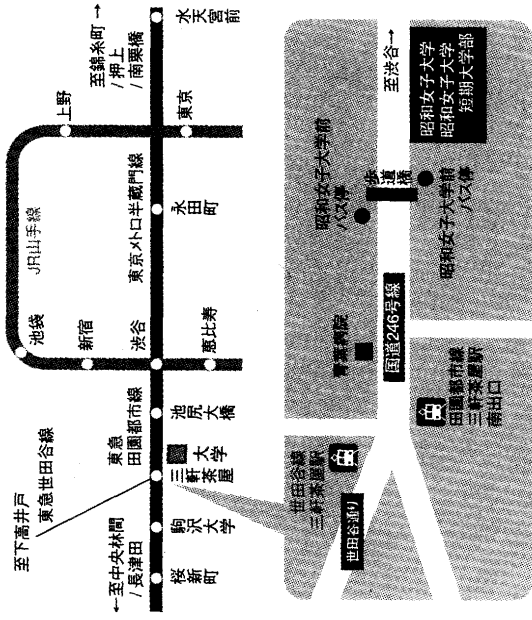 至錦糸町→
/押上
/南栗橋
水天宮前
上野
東京
JR山手線
東京メトロ半蔵門線
永田町
池袋
新宿
渋谷
恵比寿
東急
田園都市線
池尻
大橋
大学
三軒
茶屋
至下高井戸
東急世田谷線
駒沢
大学
桜新町
←至中央林間
/長津田
至渋谷→
昭和女子大学
昭和女子大学
短期大学部
昭和女子大学前
バス停
歩道橋
昭和女子大学前
バス停
青葉病院
国道246号線
世田谷線
三軒茶屋駅
田園都市線
三軒茶屋駅
南出口
世田谷通り